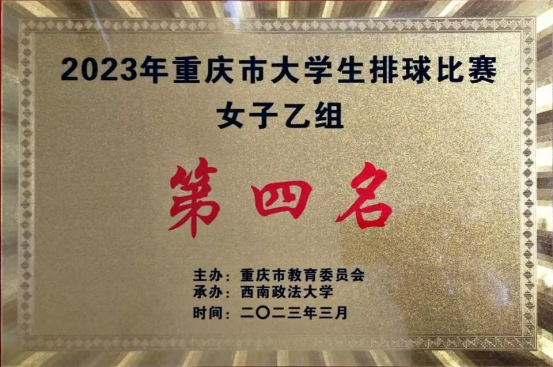 2023年重庆市大学生排球比赛
女子乙组
第四名
主办：重庆市教育委员会
承办：西南政法大学
时间：二〇二三年三月